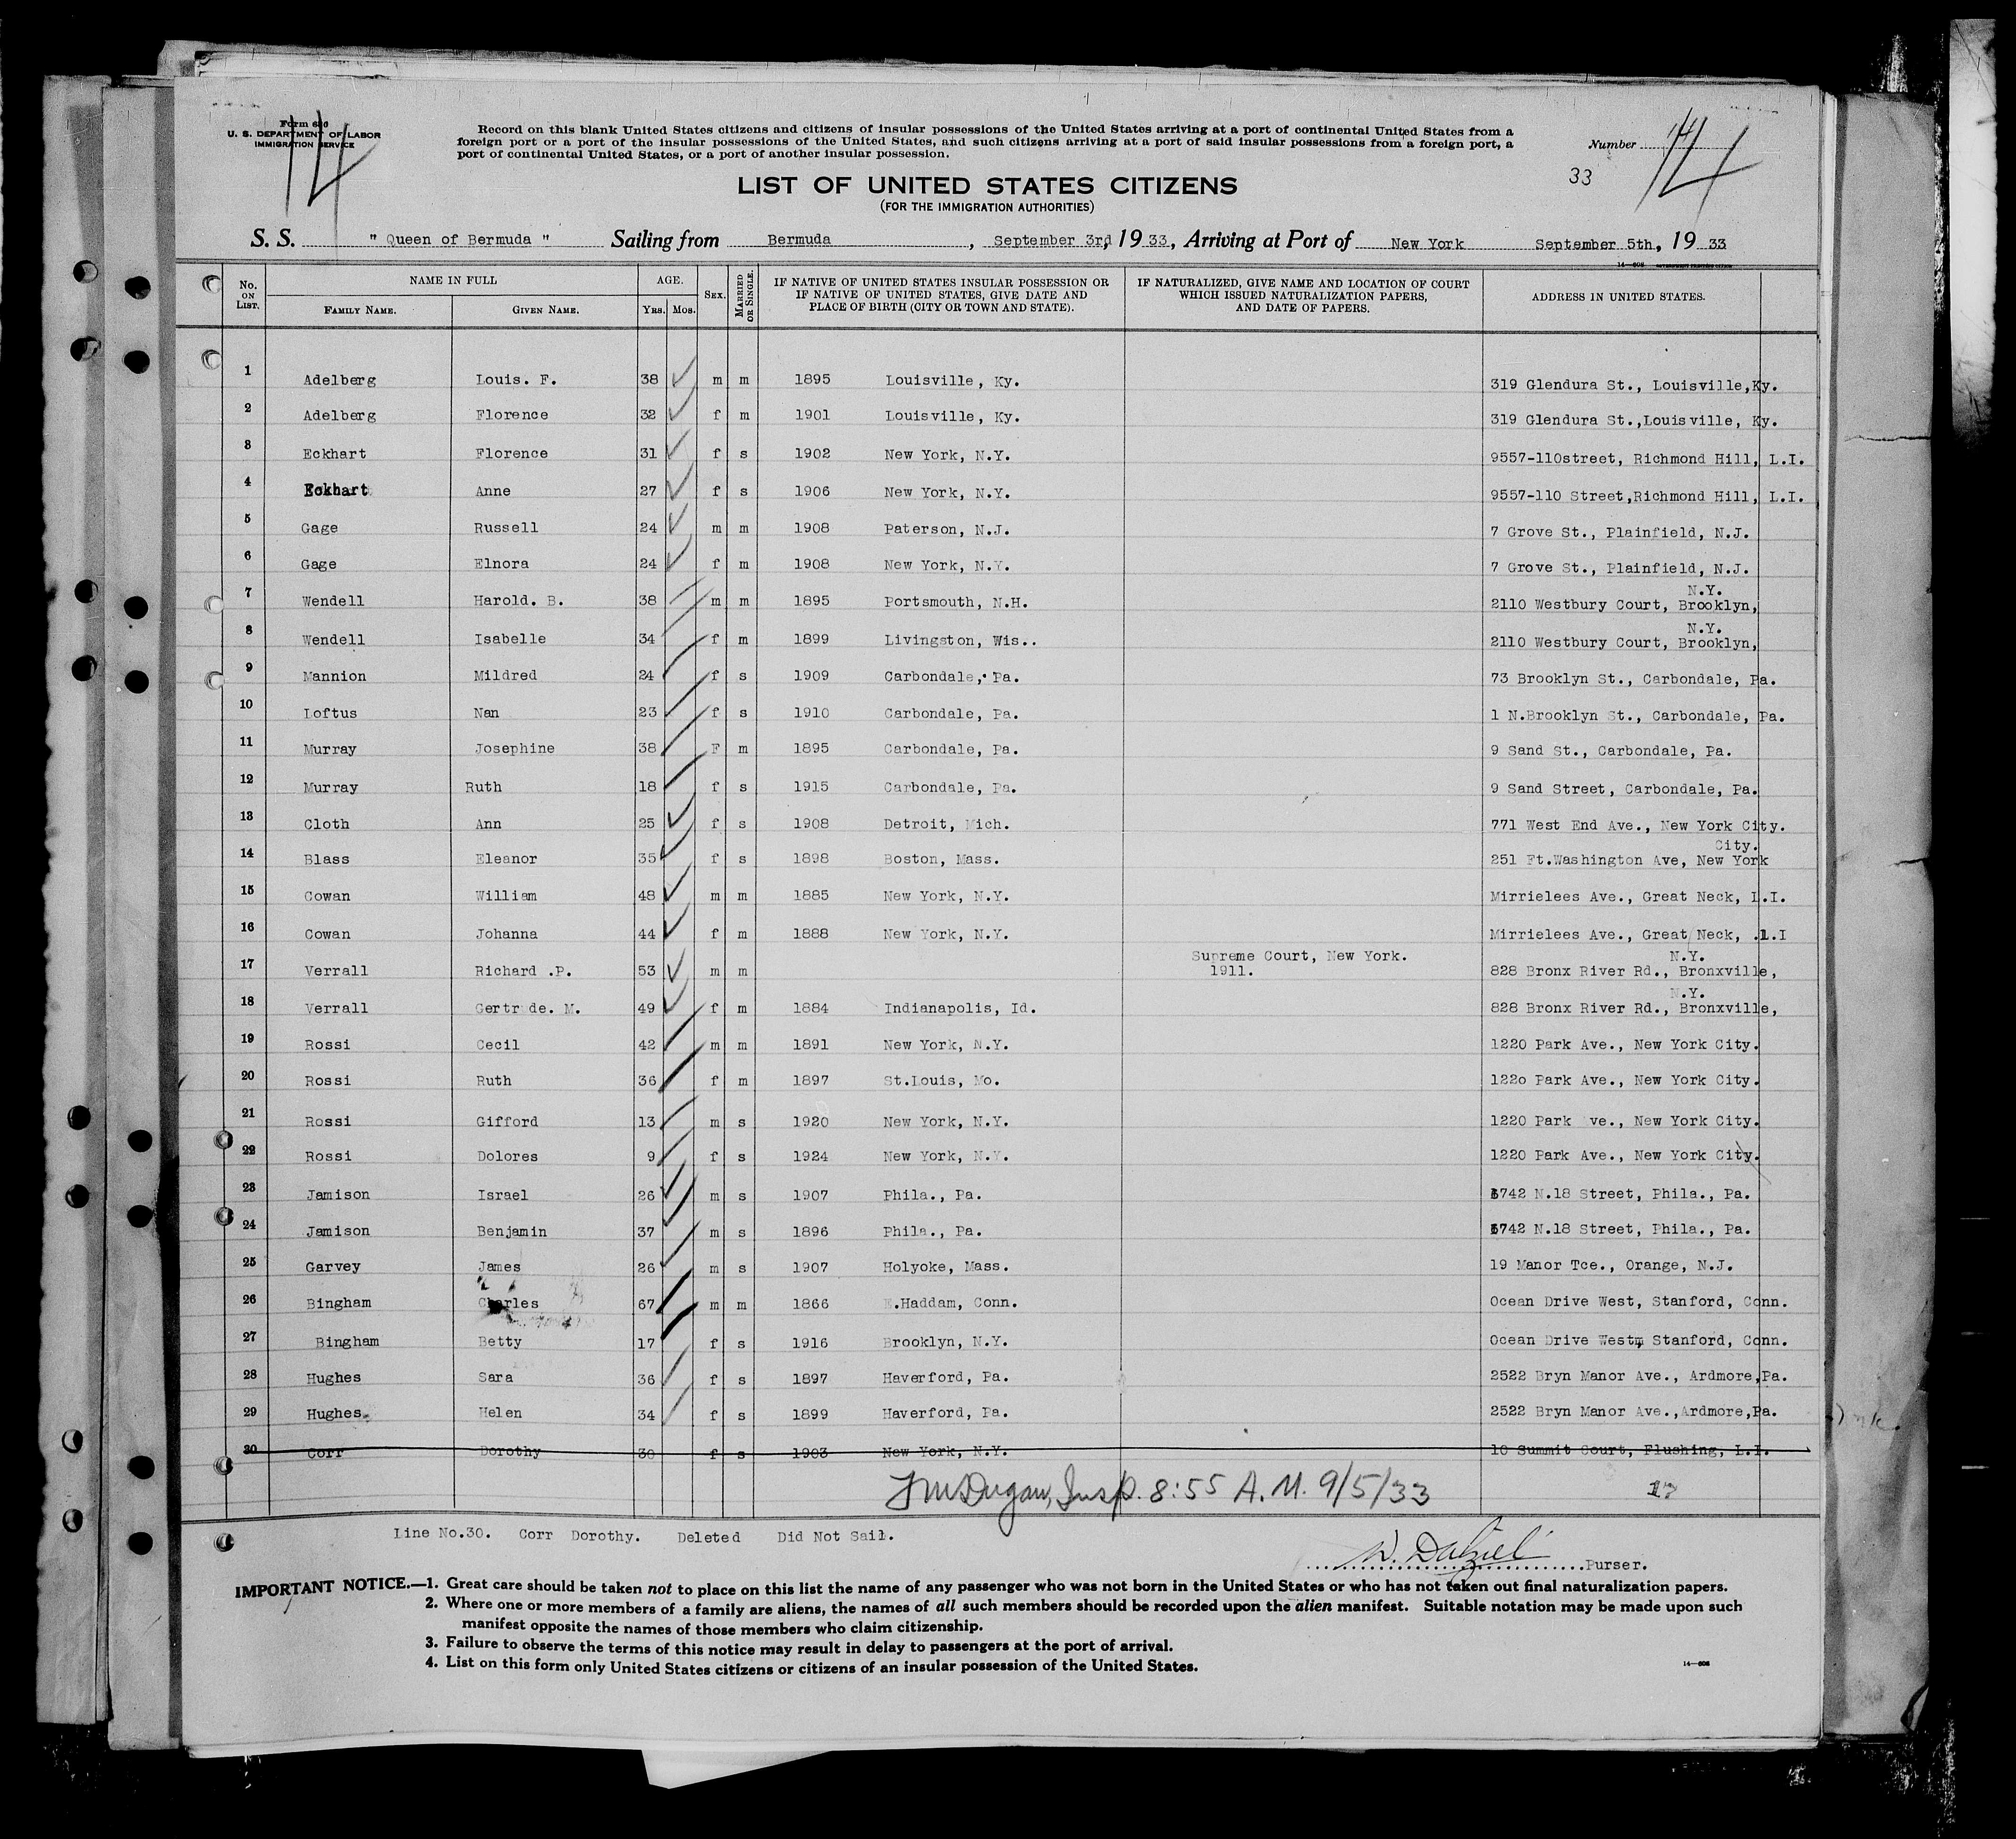 Form 686
U. S. DEPARTMENT OF LABOR
IMMIGRATION SERVICE
14
Record on this blank United States citizens and citizens of insular possessions of the United States arriving at a port of continental United States from a
foreign port or a port of the insular possessions of the United States, and such citizens arriving at a port of said insular possessions from a foreign port, a
port of continental United States, or a port of another insular possession.
Number 14
33
14
LIST OF UNITED STATES CITIZENS
(FOR THE IMMIGRATION AUTHORITIES)
S. S. " Queen of Bermuda " Sailing from Bermuda, September 3rd, 1933, Arriving at Port of New York September 5th, 1933
No. ON LIST. NAME IN FULL AGE. SEX. MARRIED OR SINGLE. IF NATIVE OF UNITED STATES INSULAR POSSESSION OR IF NATIVE OF UNITED STATES, GIVE DATE AND PLACE OF BIRTH (CITY OR TOWN AND STATE). IF NATURALIZED, GIVE NAME AND LOCATION OF COURT WHICH ISSUED NATURALIZATION PAPERS, AND DATE OF PAPERS. ADDRESS IN UNITED STATES.
FAMILY NAME. GIVEN NAME. YRS. MOS.
1 Adelberg Louis. F. 38 m m 1895 Louisville, Ky. 319 Glendura St., Louisville,Ky.
2 Adelberg Florence 32 f m 1901 Louisville, Ky. 319 Glendura St.,Louisville, Ky.
3 Eckhart Florence 31 f s 1902 New York, N.Y. 9557-110street, Richmond Hill, L.I.
4 Eckhart Anne 27 f s 1906 New York, N.Y. 9557-110 Street,Richmond Hill, L.I.
5 Gage Russell 24 m m 1908 Paterson, N.J. 7 Grove St., Plainfield, N.J.
6 Gage Elnora 24 f m 1908 New York, N.Y. 7 Grove St., Plainfield, N.J.
7 Wendell Harold. B. 38 m m 1895 Portsmouth, N.H. 2110 Westbury Court, Brooklyn, N.Y.
8 Wendell Isabelle 34 f m 1899 Livingston, Wis.. 2110 Westbury Court, Brooklyn, N.Y.
9 Mannion Mildred 24 f s 1909 Carbondale, Pa. 73 Brooklyn St., Carbondale, Pa.
10 Loftus Nan 23 f s 1910 Carbondale, Pa. 1 N.Brooklyn St., Carbondale, Pa.
11 Murray Josephine 38 F m 1895 Carbondale, Pa. 9 Sand St., Carbondale, Pa.
12 Murray Ruth 18 f s 1915 Carbondale, Pa. 9 Sand Street, Carbondale, Pa.
13 Cloth Ann 25 f s 1908 Detroit, Mich. 771 West End Ave., New York City.
14 Blass Eleanor 35 f s 1898 Boston, Mass. 251 Ft.Washington Ave, New York City.
15 Cowan William 48 m m 1885 New York, N.Y. Mirrielees Ave., Great Neck, L.I.
16 Cowan Johanna 44 f m 1888 New York, N.Y. Mirrielees Ave., Great Neck, .L.I
17 Verrall Richard .P. 53 m m Supreme Court, New York. 1911. 828 Bronx River Rd., Bronxville, N.Y.
18 Verrall Gertr de. M. 49 f m 1884 Indianapolis, Id. 828 Bronx River Rd., Bronxville, N.Y.
19 Rossi Cecil 42 m m 1891 New York, N.Y. 1220 Park Ave., New York City.
20 Rossi Ruth 36 f m 1897 St.Louis, Mo. 122o Park Ave., New York City.
21 Rossi Gifford 13 m s 1920 New York, N.Y. 1220 Park ve., New York City.
22 Rossi Dolores 9 f s 1924 New York, N.Y. 1220 Park Ave., New York City.
23 Jamison Israel 26 m s 1907 Phila., Pa. 6742 N.18 Street, Phila., Pa.
24 Jamison Benjamin 37 m s 1896 Phila., Pa. 6742 N.18 Street, Phila., Pa.
25 Garvey James 26 m s 1907 Holyoke, Mass. 19 Manor Tce., Orange, N.J.
26 Bingham Charles 67 m m 1866 E.Haddam, Conn. Ocean Drive West, Stanford, Conn.
27 Bingham Betty 17 f s 1916 Brooklyn, N.Y. Ocean Drive Westm, Stanford, Conn.
28 Hughes Sara 36 f s 1897 Haverford, Pa. 2522 Bryn Manor Ave., Ardmore,Pa.
29 Hughes. Helen 34 f s 1899 Haverford, Pa. 2522 Bryn Manor Ave.,Ardmore,Pa.
30 Corr Dorothy 30 f s 1903 New York, N.Y. 10 Summit Court, Flushing, L.I.
Dugan, Insp. 8:55 A.M. 9/5/33
Line No.30. Corr Dorothy. Deleted Did Not Sail.
W. Dalziel Purser.
IMPORTANT NOTICE.—1. Great care should be taken not to place on this list the name of any passenger who was not born in the United States or who has not taken out final naturalization papers.
2. Where one or more members of a family are aliens, the names of all such members should be recorded upon the alien manifest. Suitable notation may be made upon such
manifest opposite the names of those members who claim citizenship.
3. Failure to observe the terms of this notice may result in delay to passengers at the port of arrival.
4. List on this form only United States citizens or citizens of an insular possession of the United States.